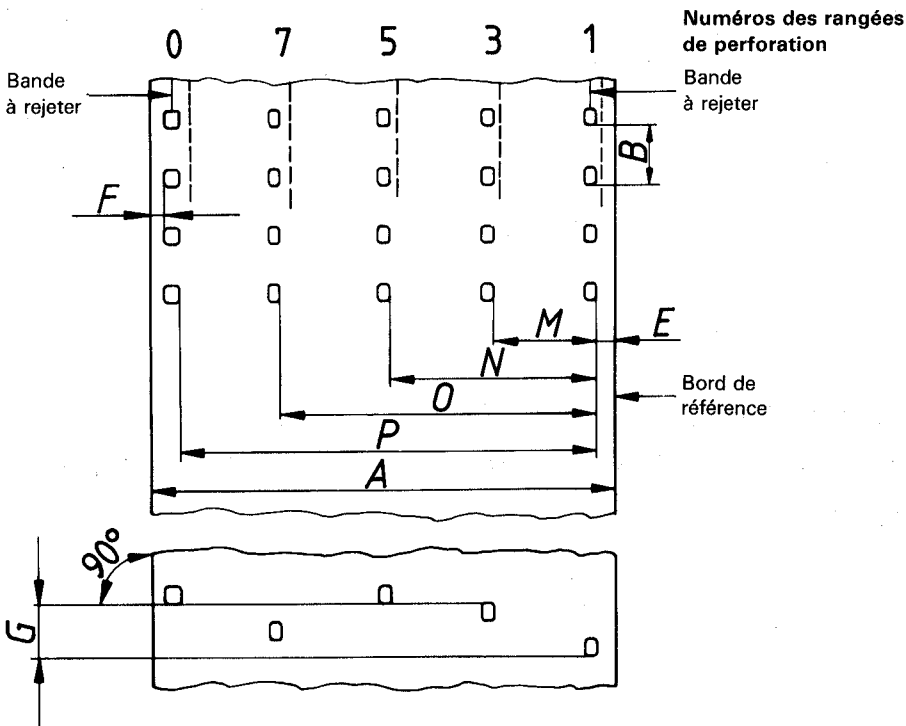 0 7 5 3 1
Numéros des rangées
de perforation
Bande
à rejeter
Bande
à rejeter
B
F
M
E
N
O
Bord de
référence
P
A
90°
G